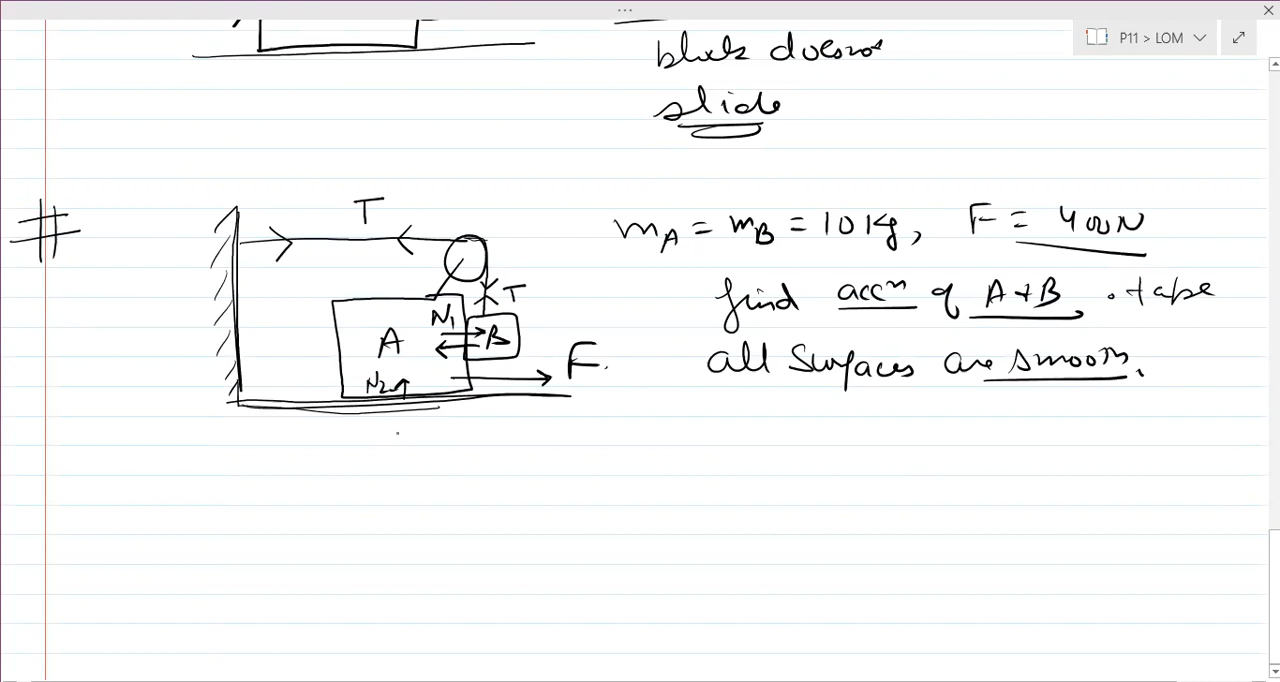 P11 > LOM
block doesnot
slide
#
T
mA = mB = 10 Kg, F = 400N
T
find accn of A+B . take
N1
A
B
F.
all surfaces are smooth.
N2